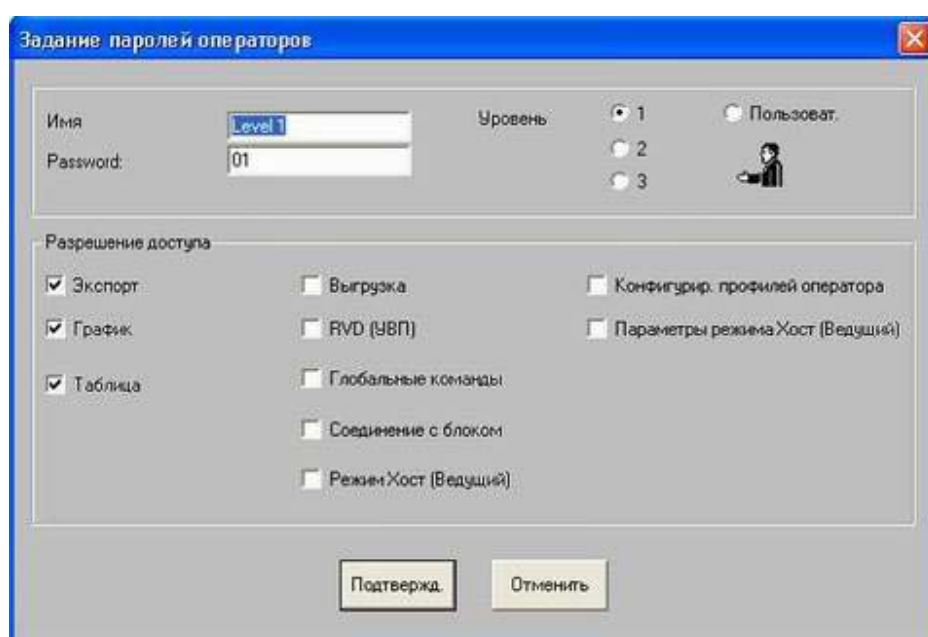 Задание паролей операторов
Имя Level 1 Уровень 1 Пользоват.
Password: 01 2
3
Разрешение доступа
Экспорт Выгрузка Конфигурир. профилей оператора
График RVD (УВП) Параметры режима Хост (Ведущий)
Таблица Глобальные команды
Соединение с блоком
Режим Хост (Ведущий)
Подтвержд. Отменить